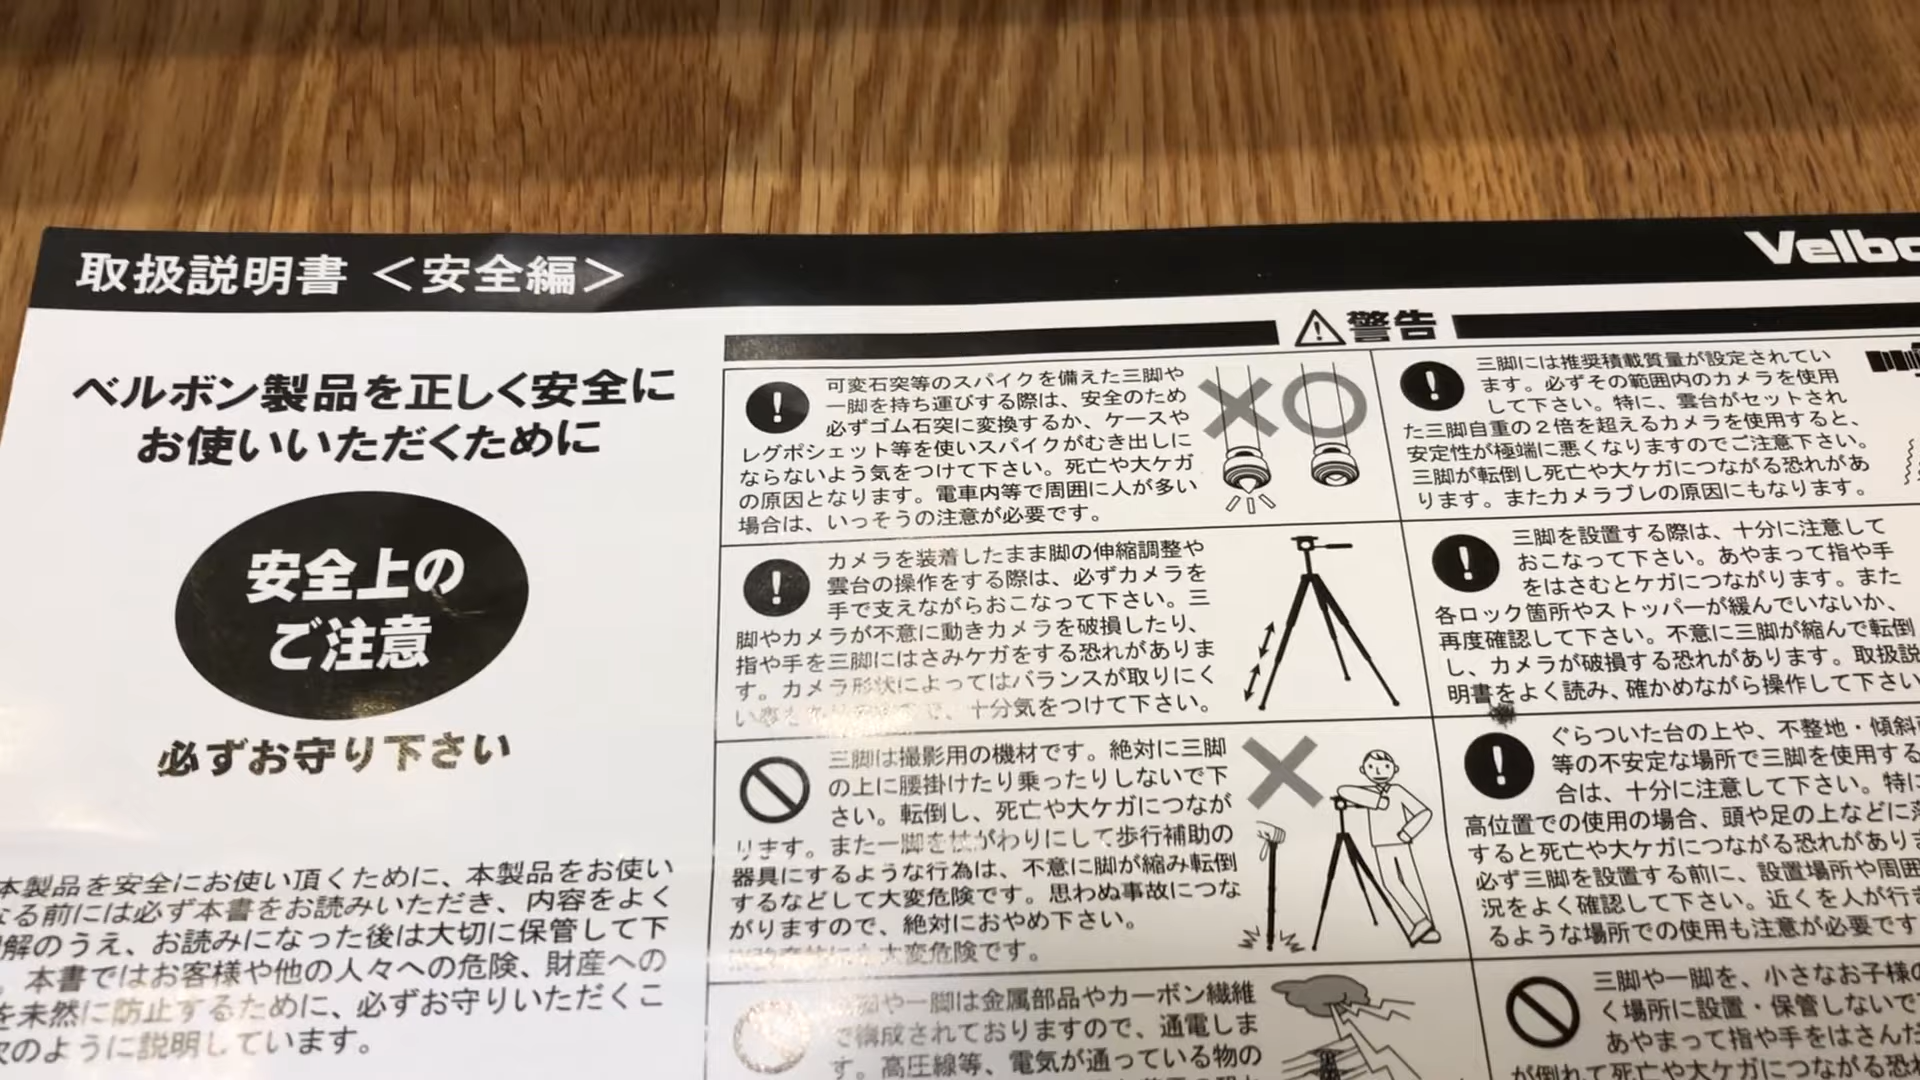 取扱説明書 <安全編>
Velbo
ベルボン製品を正しく安全に
お使いいただくために
安全上の
ご注意
必ずお守り下さい
本製品を安全にお使い頂くために、本製品をお使い
なる前には必ず本書をお読みいただき、内容をよく
解のうえ、お読みになった後は大切に保管して下
。本書ではお客様や他の人々への危険、財産への
を未然に防止するために、必ずお守りいただくこ
次のように説明しています。
警告
可変石突等のスパイクを備えた三脚や
一脚を持ち運びする際は、安全のため
必ずゴム石突に変換するか、ケースや
レグポシェット等を使いスパイクがむき出しに
ならないよう気をつけて下さい。死亡や大ケガ
の原因となります。電車内等で周囲に人が多い
場合は、いっそうの注意が必要です。
カメラを装着したまま脚の伸縮調整や
雲台の操作をする際は、必ずカメラを
手で支えながらおこなって下さい。三
脚やカメラが不意に動きカメラを破損したり、
指や手を三脚にはさみケガをする恐れがありま
す。カメラ形状によってはバランスが取りにく
十分気をつけて下さい。
三脚は撮影用の機材です。絶対に三脚
の上に腰掛けたり乗ったりしないで下
さい。転倒し、死亡や大ケガにつなが
ります。また一脚を杖がわりにして歩行補助の
器具にするような行為は、不意に脚が縮み転倒
するなどして大変危険です。思わぬ事故につな
がりますので、絶対におやめ下さい。
大変危険です。
脚や一脚は金属部品やカーボン繊維
で構成されておりますので、通電しま
す。高圧線等、電気が通っている物の
三脚には推奨積載質量が設定されてい
ます。必ずその範囲内のカメラを使用
して下さい。特に、雲台がセットされ
た三脚自重の2倍を超えるカメラを使用すると、
安定性が極端に悪くなりますのでご注意下さい。
三脚が転倒し死亡や大ケガにつながる恐れがあ
ります。またカメラブレの原因にもなります。
三脚を設置する際は、十分に注意して
おこなって下さい。あやまって指や手
をはさむとケガにつながります。また
各ロック箇所やストッパーが緩んでいないか、
再度確認して下さい。不意に三脚が縮んで転倒
し、カメラが破損する恐れがあります。取扱説
明書をよく読み、確かめながら操作して下さい
ぐらついた台の上や、不整地・傾斜
等の不安定な場所で三脚を使用する
合は、十分に注意して下さい。特に
高位置での使用の場合、頭や足の上などに落
すると死亡や大ケガにつながる恐れがありま
必ず三脚を設置する前に、設置場所や周囲
況をよく確認して下さい。近くを人が行き
るような場所での使用も注意が必要です
三脚や一脚を、小さなお子様の
く場所に設置・保管しないで
あやまって指や手をはさんだ
が倒れて死亡や大ケガにつながる恐れ